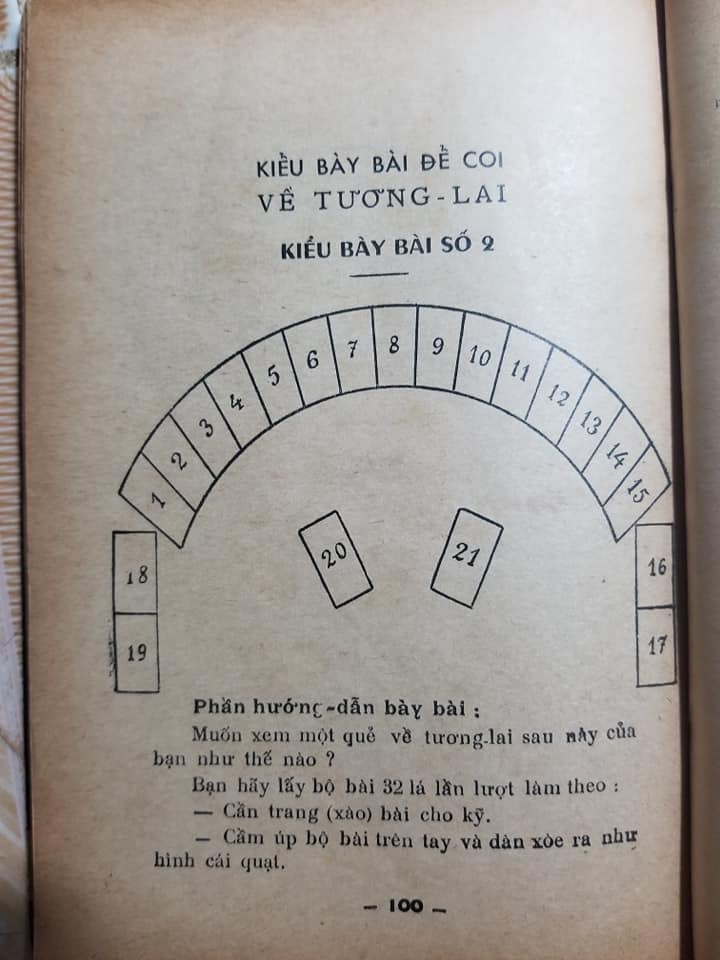 KIỂU BÀY BÀI ĐỂ COI
VỀ TƯƠNG-LAI
KIỂU BÀY BÀI SỐ 2
1 2 3 4 5 6 7 8 9 10 11 12 13 14 15
18 20 21 16
19 17
Phần hướng-dẫn bày bài :
Muốn xem một quẻ về tương-lai sau này của
bạn như thế nào ?
Bạn hãy lấy bộ bài 32 lá lần lượt làm theo :
— Cần trang (xào) bài cho kỹ.
— Cầm úp bộ bài trên tay và dàn xòe ra như
hình cái quạt.
— 100 —